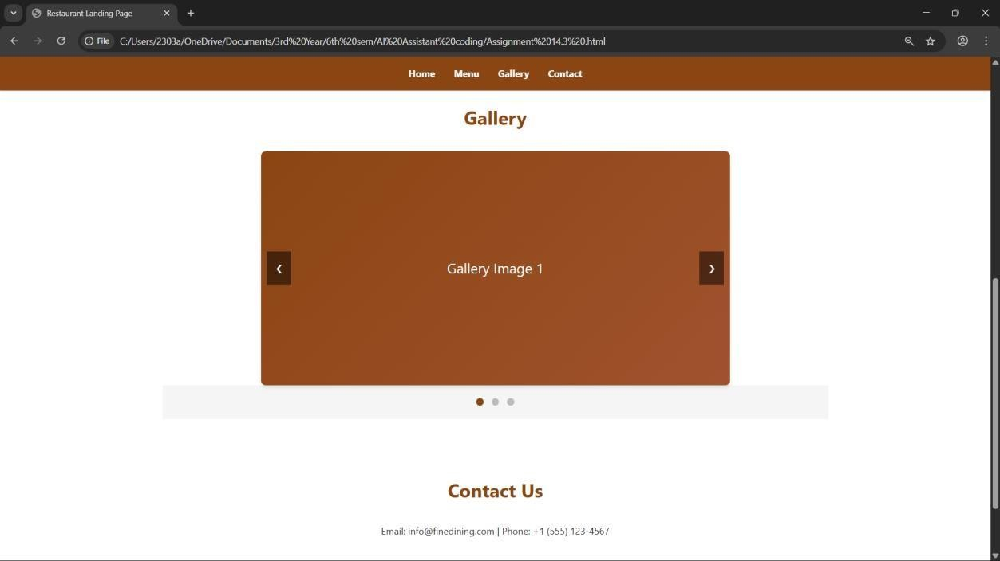 Restaurant Landing Page
File C:/Users/2303a/OneDrive/Documents/3rd%20Year/6th%20sem/AI%20Assistant%20coding/Assignment%2014.3%20.html
Home Menu Gallery Contact
Gallery
❮ Gallery Image 1 ❯
Contact Us
Email: info@finedining.com | Phone: +1 (555) 123-4567